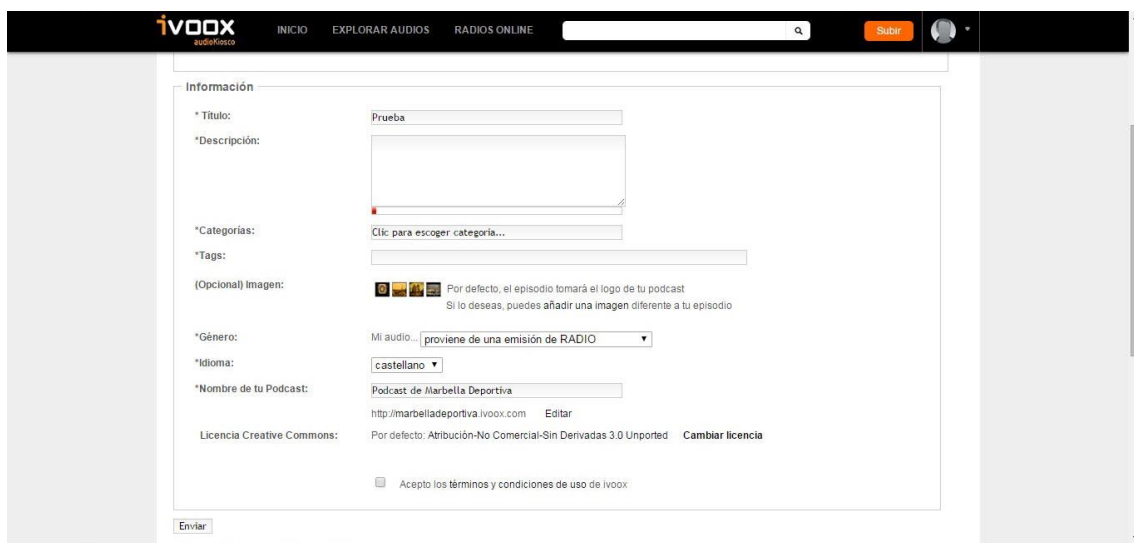 ivoox
audioKiosco
INICIO EXPLORAR AUDIOS RADIOS ONLINE Subir
Información
* Título: Prueba
*Descripción:
*Categorías: Clic para escoger categoría...
*Tags:
(Opcional) Imagen: Por defecto, el episodio tomará el logo de tu podcast
Si lo deseas, puedes añadir una imagen diferente a tu episodio
*Género: Mi audio... proviene de una emisión de RADIO
*Idioma: castellano
*Nombre de tu Podcast: Podcast de Marbella Deportiva
http://marbelladeportiva.ivoox.com Editar
Licencia Creative Commons: Por defecto: Atribución-No Comercial-Sin Derivadas 3.0 Unported Cambiar licencia
Acepto los términos y condiciones de uso de ivoox
Enviar